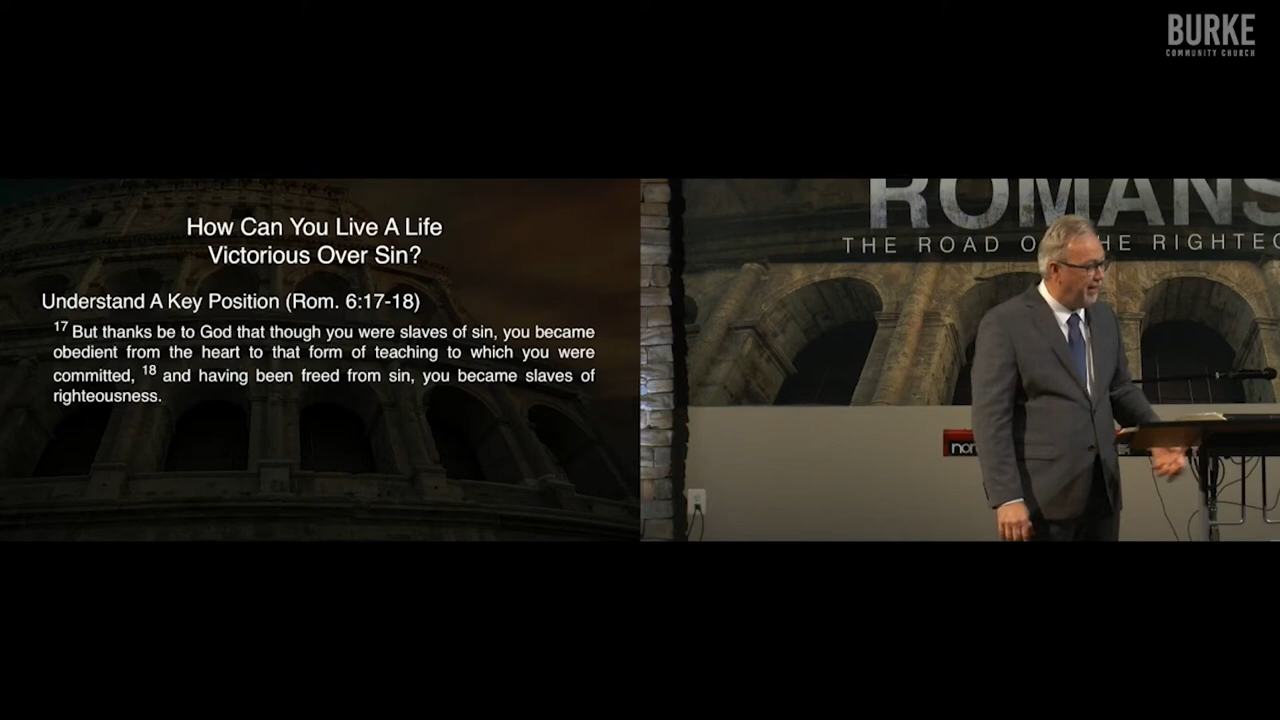 BURKE
COMMUNITY CHURCH
How Can You Live A Life
Victorious Over Sin?
Understand A Key Position (Rom. 6:17-18)
17 But thanks be to God that though you were slaves of sin, you became
obedient from the heart to that form of teaching to which you were
committed, 18 and having been freed from sin, you became slaves of
righteousness.
ROMANS
THE ROAD
nor